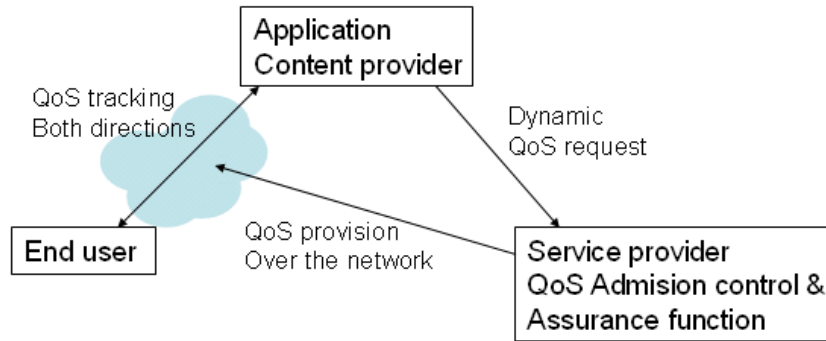 Application
Content provider
QoS tracking
Both directions
Dynamic
QoS request
End user
QoS provision
Over the network
Service provider
QoS Admision control &
Assurance function